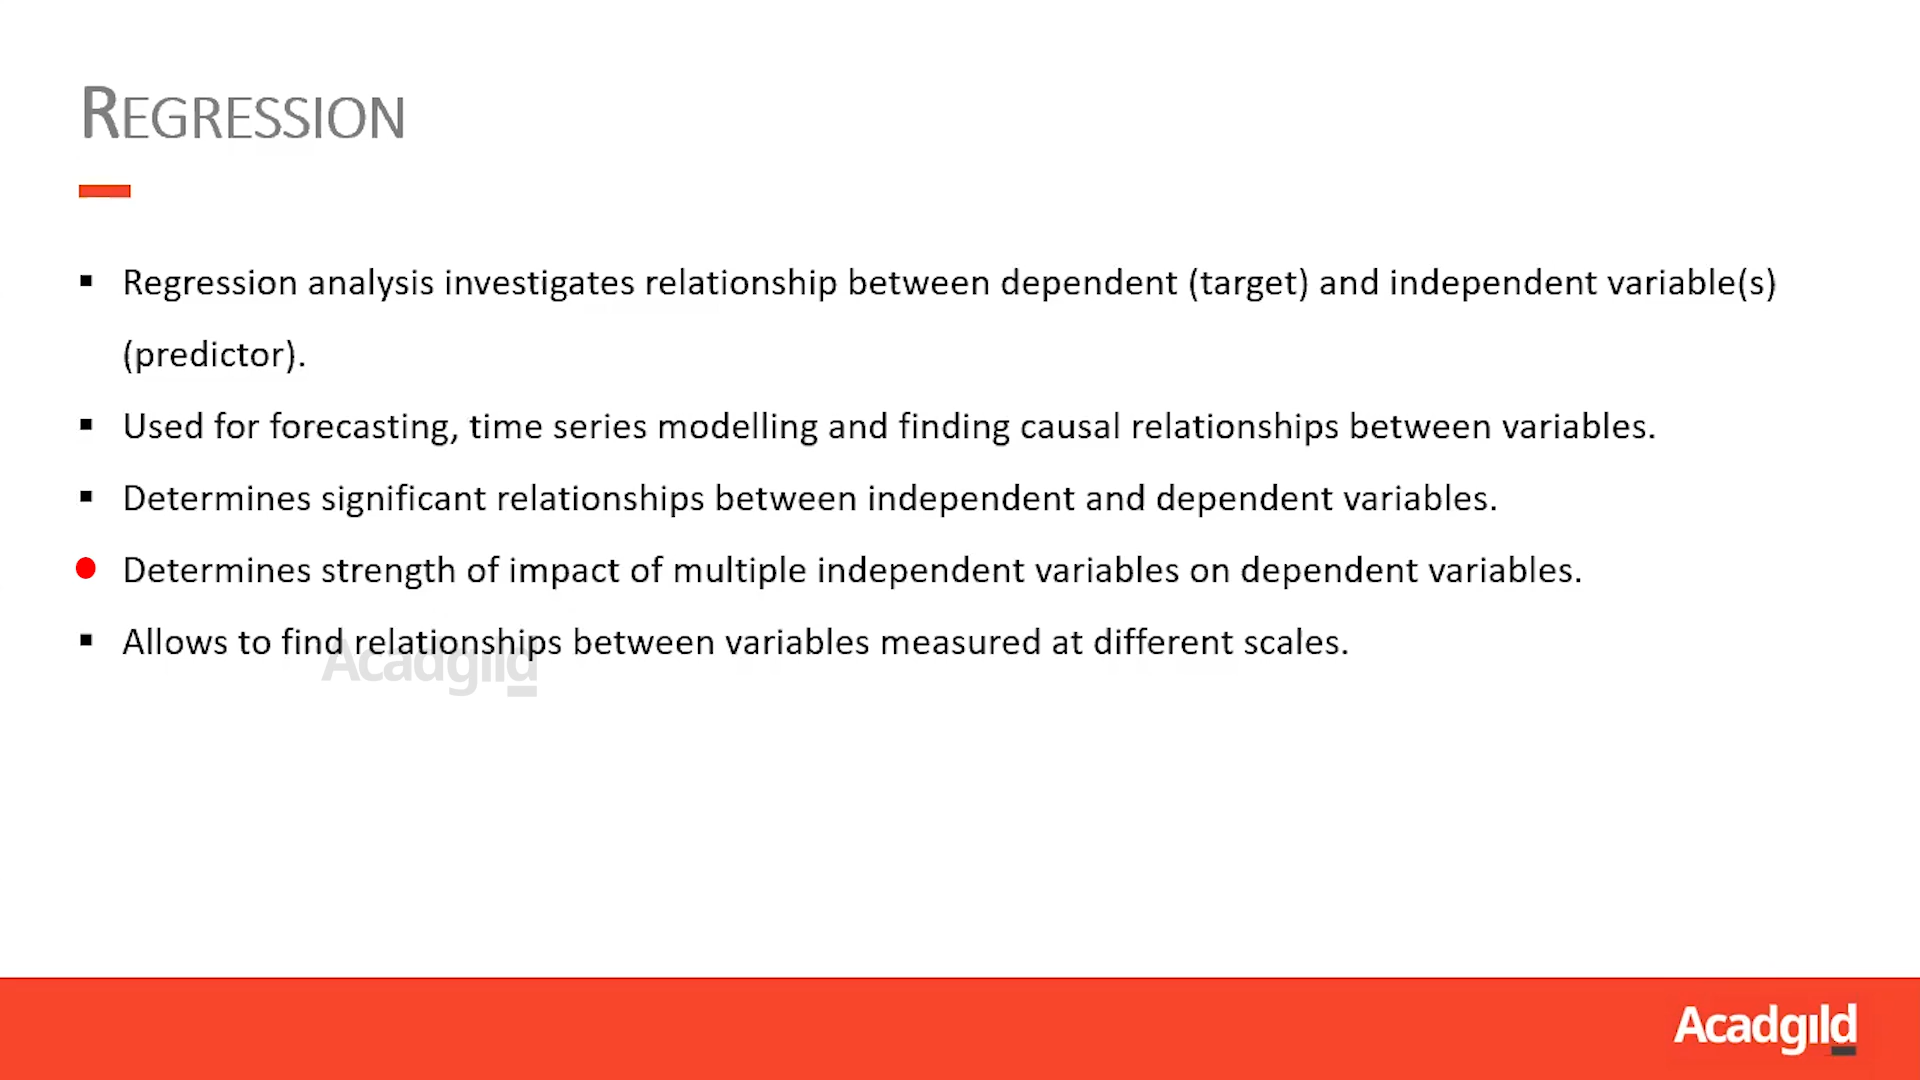 REGRESSION
▪ Regression analysis investigates relationship between dependent (target) and independent variable(s)
(predictor).
▪ Used for forecasting, time series modelling and finding causal relationships between variables.
▪ Determines significant relationships between independent and dependent variables.
● Determines strength of impact of multiple independent variables on dependent variables.
▪ Allows to find relationships between variables measured at different scales.
Acadgild
Acadgild